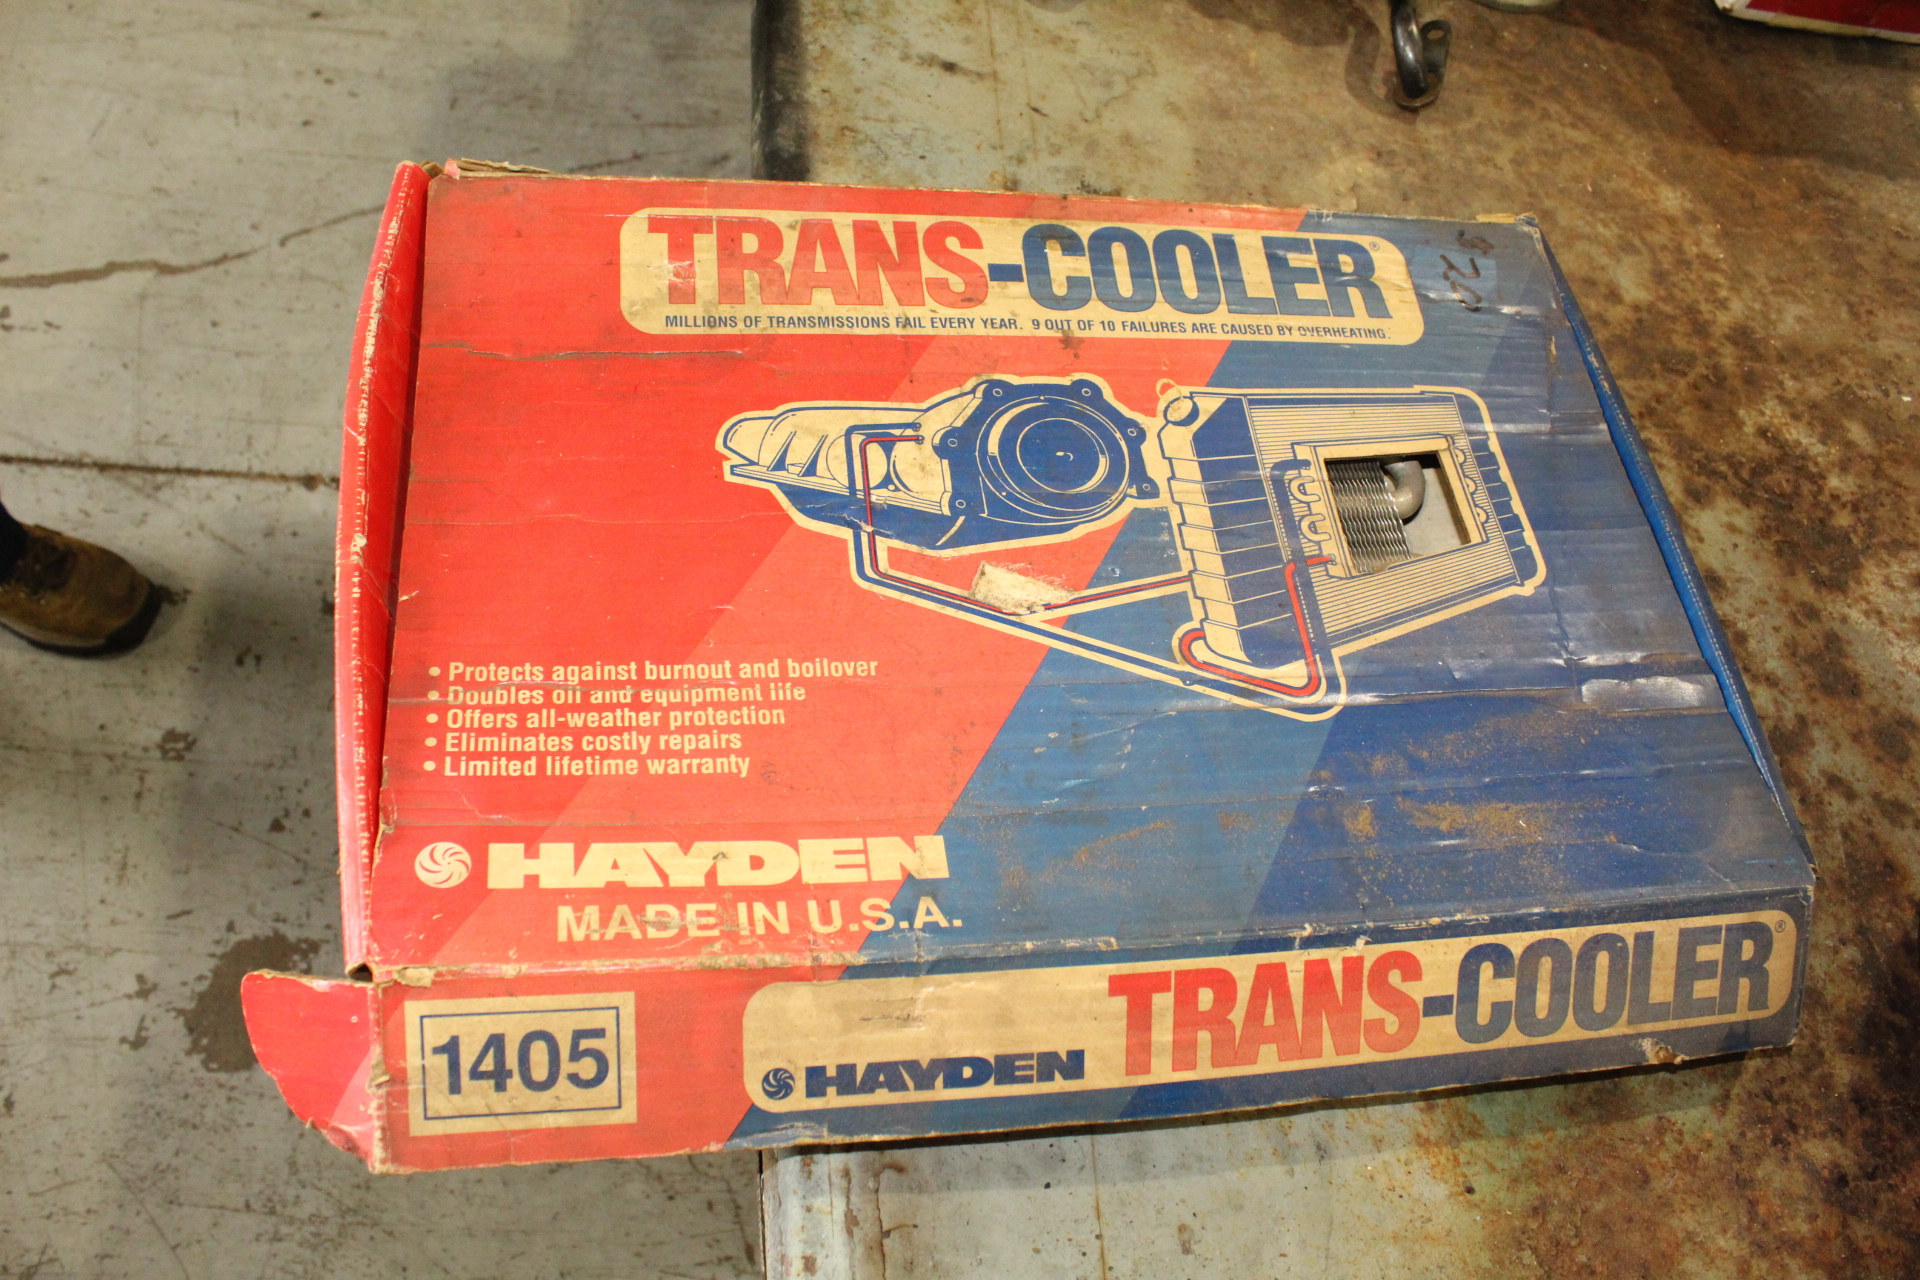 TRANS-COOLER®
MILLIONS OF TRANSMISSIONS FAIL EVERY YEAR. 9 OUT OF 10 FAILURES ARE CAUSED BY OVERHEATING.
$20
• Protects against burnout and boilover
• Doubles oil and equipment life
• Offers all-weather protection
• Eliminates costly repairs
• Limited lifetime warranty
HAYDEN
MADE IN U.S.A.
1405
HAYDEN TRANS-COOLER®